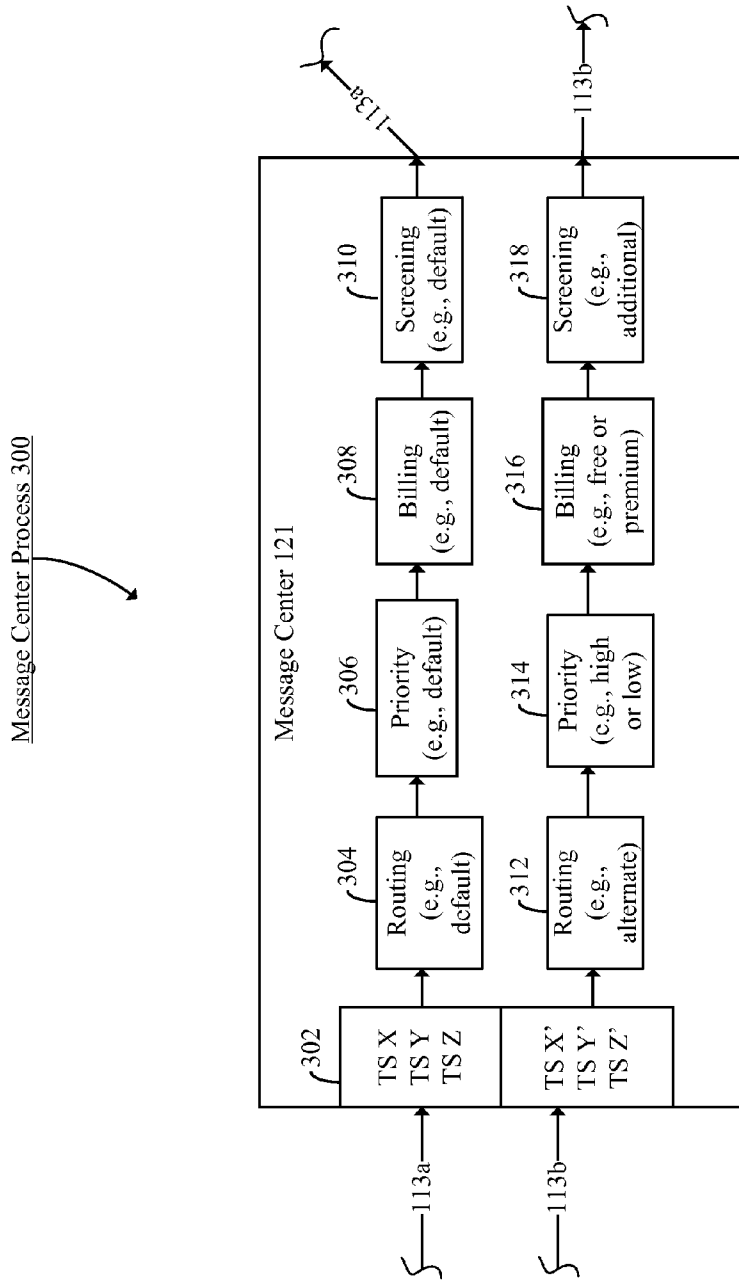 Message Center Process 300
Message Center 121
302
TS X
TS Y
TS Z
TS X’
TS Y’
TS Z’
113a
113b
304
Routing
(e.g.,
default)
306
Priority
(e.g., default)
308
Billing
(e.g., default)
310
Screening
(e.g., default)
113a
312
Routing
(e.g.,
alternate)
314
Priority
(e.g., high
or low)
316
Billing
(e.g., free or
premium)
318
Screening
(e.g.,
additional)
113b